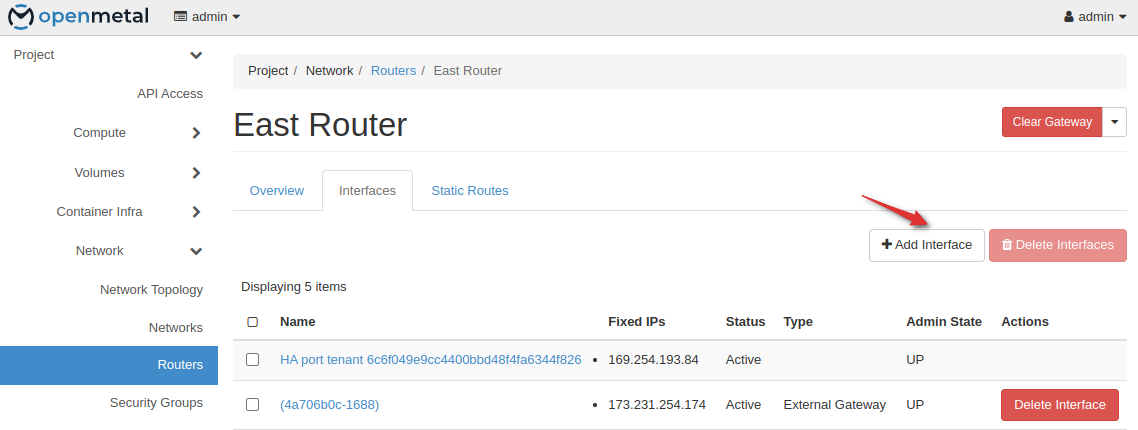 openmetal admin admin
Project
API Access
Compute
Volumes
Container Infra
Network
Network Topology
Networks
Routers
Security Groups
Project / Network / Routers / East Router
East Router
Clear Gateway
Overview Interfaces Static Routes
Add Interface Delete Interfaces
Displaying 5 items
Name Fixed IPs Status Type Admin State Actions
HA port tenant 6c6f049e9cc4400bbd48f4fa6344f826 • 169.254.193.84 Active UP
(4a706b0c-1688) • 173.231.254.174 Active External Gateway UP Delete Interface